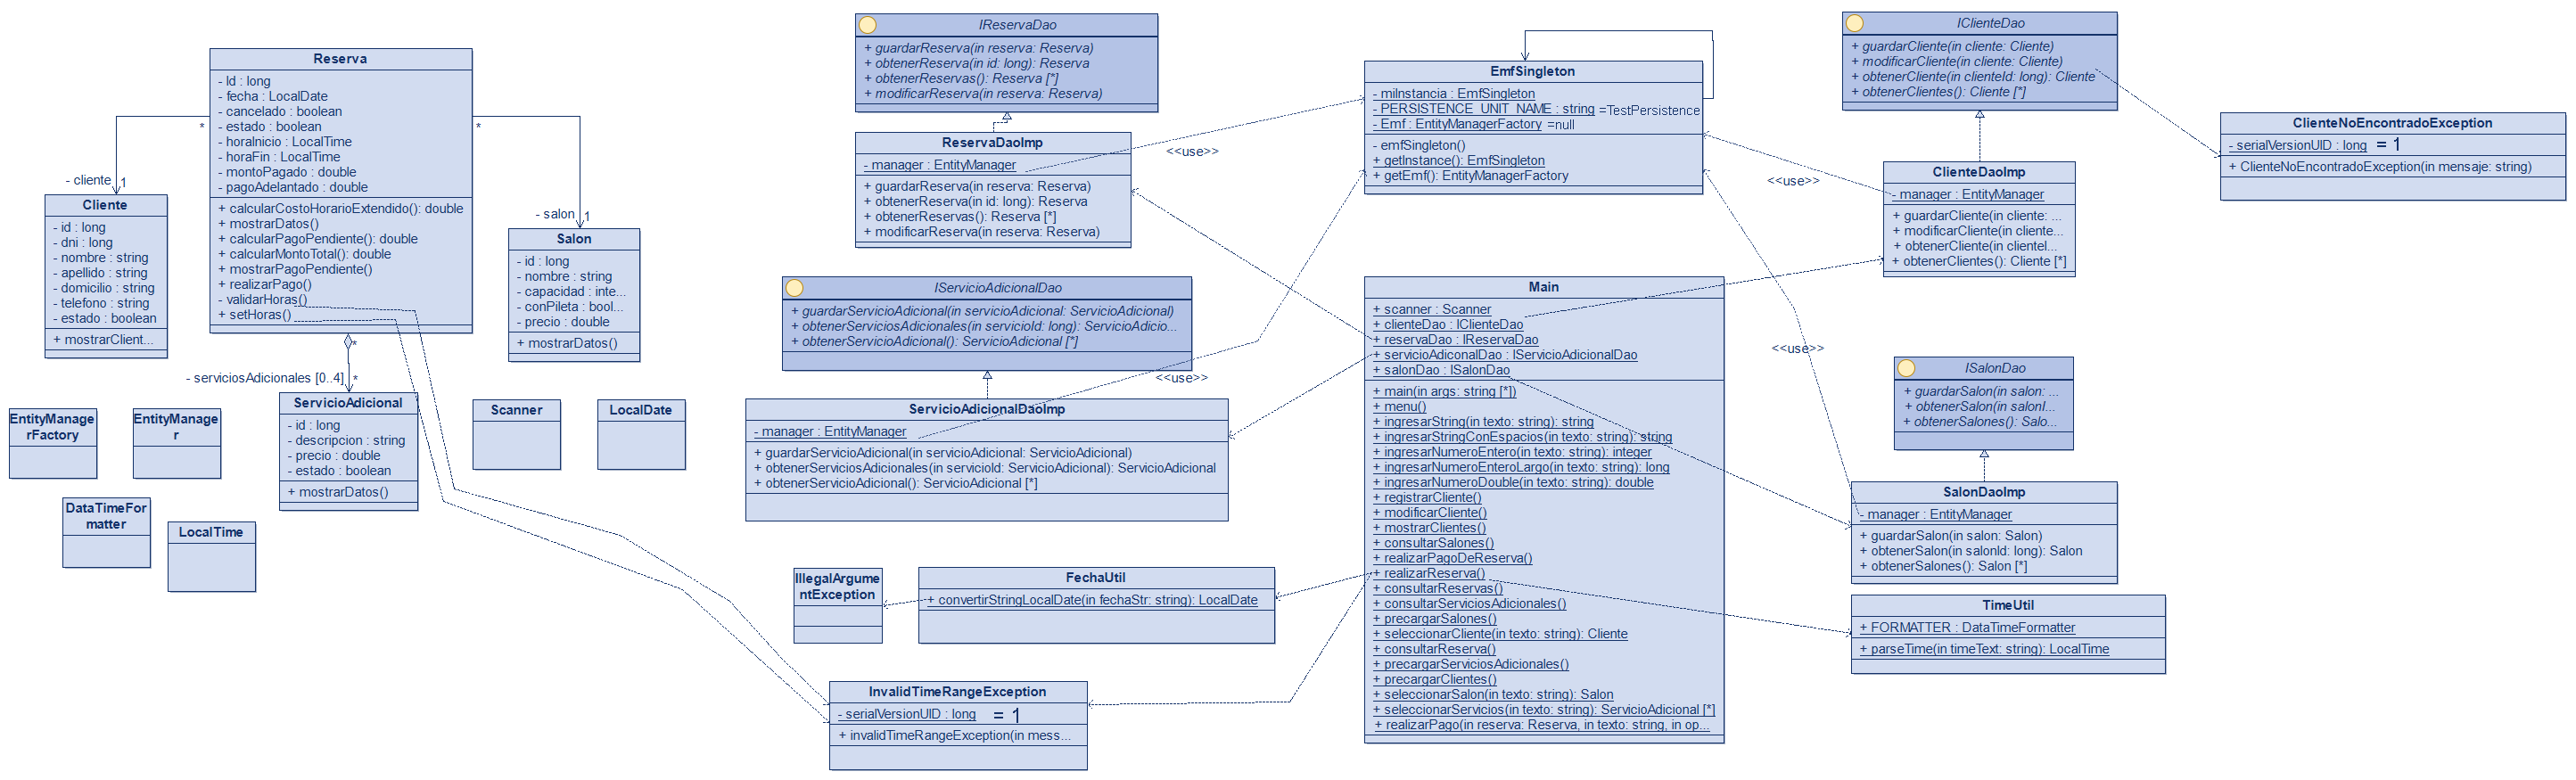 Reserva
- Id : long
- fecha : LocalDate
- cancelado : boolean
- estado : boolean
- horaInicio : LocalTime
- horaFin : LocalTime
- montoPagado : double
- pagoAdelantado : double
+ calcularCostoHorarioExtendido(): double
+ mostrarDatos()
+ calcularPagoPendiente(): double
+ calcularMontoTotal(): double
+ mostrarPagoPendiente()
+ realizarPago()
- validarHoras()
+ setHoras()
*
*
- cliente
1
- salon
1
Cliente
- id : long
- dni : long
- nombre : string
- apellido : string
- domicilio : string
- telefono : string
- estado : boolean
+ mostrarClient...
Salon
- id : long
- nombre : string
- capacidad : inte...
- conPileta : bool...
- precio : double
+ mostrarDatos()
*
- serviciosAdicionales [0..4]
*
ServicioAdicional
- id : long
- descripcion : string
- precio : double
- estado : boolean
+ mostrarDatos()
EntityManage
rFactory
EntityManage
r
Scanner
LocalDate
DataTimeFor
matter
LocalTime
IReservaDao
+ guardarReserva(in reserva: Reserva)
+ obtenerReserva(in id: long): Reserva
+ obtenerReservas(): Reserva [*]
+ modificarReserva(in reserva: Reserva)
ReservaDaoImp
- manager : EntityManager
+ guardarReserva(in reserva: Reserva)
+ obtenerReserva(in id: long): Reserva
+ obtenerReservas(): Reserva [*]
+ modificarReserva(in reserva: Reserva)
<<use>>
IServicioAdicionalDao
+ guardarServicioAdicional(in servicioAdicional: ServicioAdicional)
+ obtenerServiciosAdicionales(in servicioId: long): ServicioAdicio...
+ obtenerServicioAdicional(): ServicioAdicional [*]
<<use>>
ServicioAdicionalDaoImp
- manager : EntityManager
+ guardarServicioAdicional(in servicioAdicional: ServicioAdicional)
+ obtenerServiciosAdicionales(in servicioId: ServicioAdicional): ServicioAdicional
+ obtenerServicioAdicional(): ServicioAdicional [*]
IllegalArgume
ntException
FechaUtil
+ convertirStringLocalDate(in fechaStr: string): LocalDate
InvalidTimeRangeException
- serialVersionUID : long = 1
+ invalidTimeRangeException(in mess...
EmfSingleton
- miInstancia : EmfSingleton
- PERSISTENCE_UNIT_NAME : string =TestPersistence
- Emf : EntityManagerFactory =null
- emfSingleton()
+ getInstance(): EmfSingleton
+ getEmf(): EntityManagerFactory
Main
+ scanner : Scanner
+ clienteDao : IClienteDao
+ reservaDao : IReservaDao
+ servicioAdiconalDao : IServicioAdicionalDao
+ salonDao : ISalonDao
+ main(in args: string [*])
+ menu()
+ ingresarString(in texto: string): string
+ ingresarStringConEspacios(in texto: string): string
+ ingresarNumeroEntero(in texto: string): integer
+ ingresarNumeroEnteroLargo(in texto: string): long
+ ingresarNumeroDouble(in texto: string): double
+ registrarCliente()
+ modificarCliente()
+ mostrarClientes()
+ consultarSalones()
+ realizarPagoDeReserva()
+ realizarReserva()
+ consultarReservas()
+ consultarServiciosAdicionales()
+ precargarSalones()
+ seleccionarCliente(in texto: string): Cliente
+ consultarReserva()
+ precargarServiciosAdicionales()
+ precargarClientes()
+ seleccionarSalon(in texto: string): Salon
+ seleccionarServicios(in texto: string): ServicioAdicional [*]
+ realizarPago(in reserva: Reserva, in texto: string, in op...
IClienteDao
+ guardarCliente(in cliente: Cliente)
+ modificarCliente(in cliente: Cliente)
+ obtenerCliente(in clienteId: long): Cliente
+ obtenerClientes(): Cliente [*]
<<use>>
ClienteDaoImp
- manager : EntityManager
+ guardarCliente(in cliente: ...
+ modificarCliente(in cliente...
+ obtenerCliente(in clienteI...
+ obtenerClientes(): Cliente [*]
ClienteNoEncontradoException
- serialVersionUID : long = 1
+ ClienteNoEncontradoException(in mensaje: string)
<<use>>
ISalonDao
+ guardarSalon(in salon: ...
+ obtenerSalon(in salonI...
+ obtenerSalones(): Salo...
SalonDaoImp
- manager : EntityManager
+ guardarSalon(in salon: Salon)
+ obtenerSalon(in salonId: long): Salon
+ obtenerSalones(): Salon [*]
TimeUtil
+ FORMATTER : DataTimeFormatter
+ parseTime(in timeText: string): LocalTime